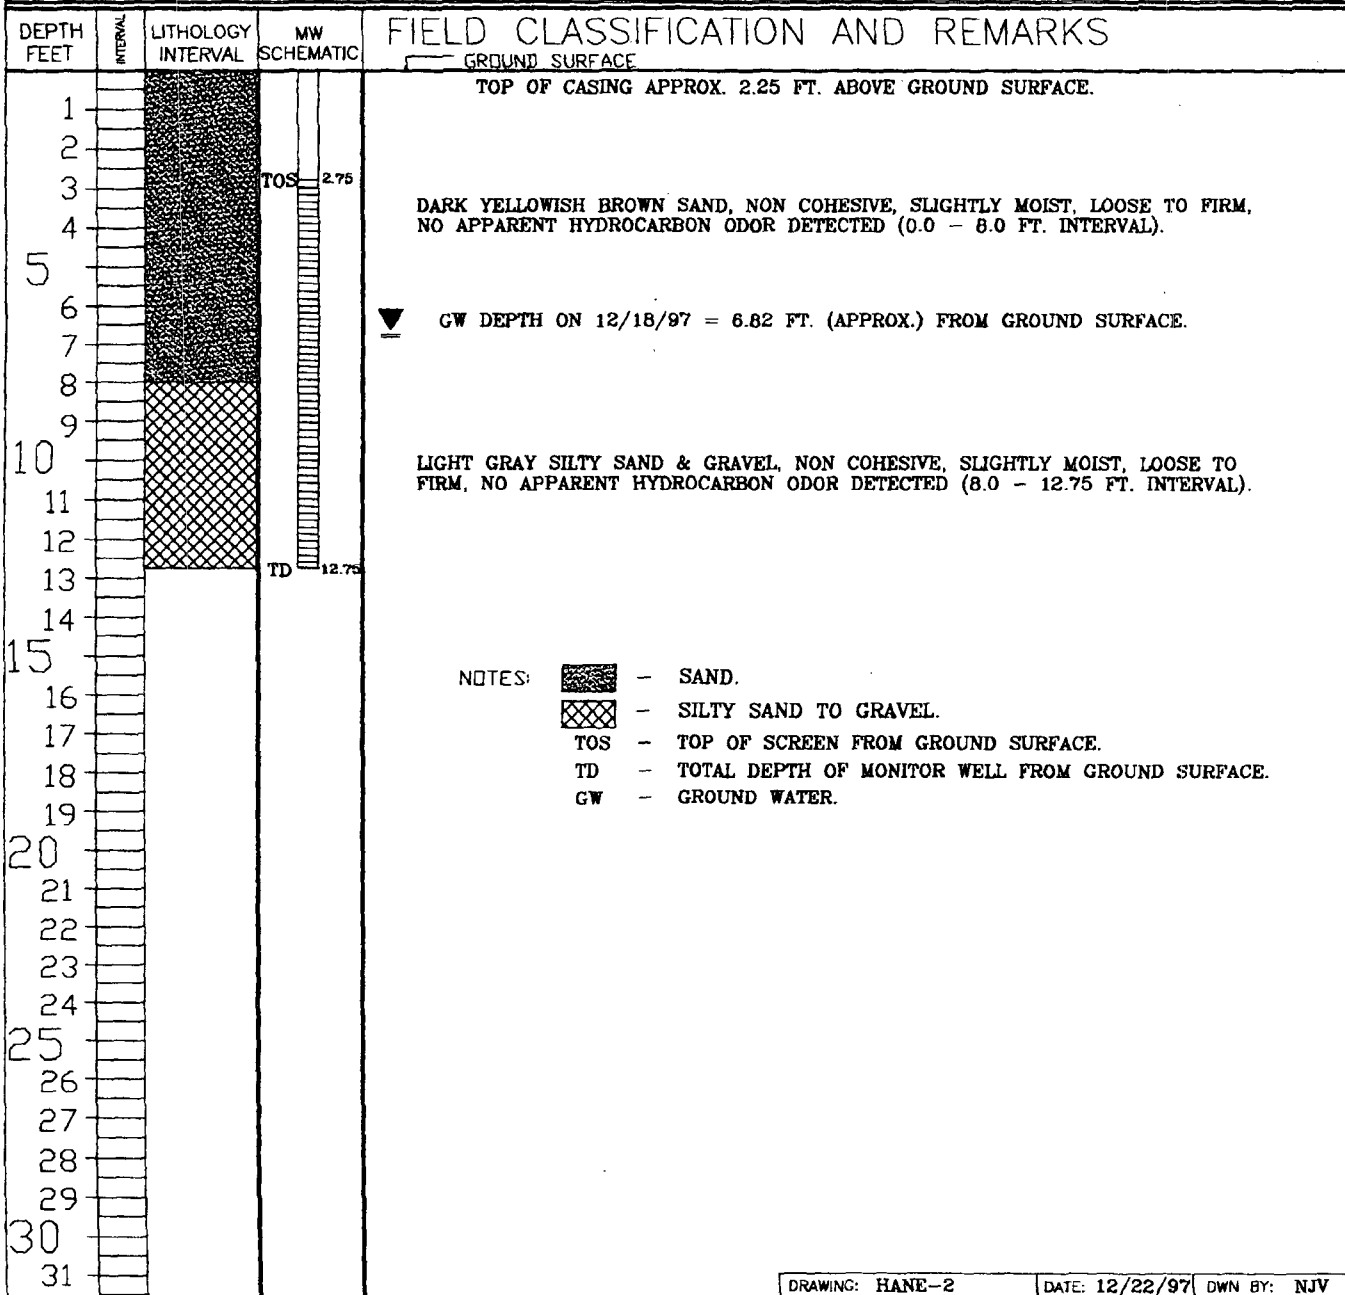 DEPTH FEET
INTERVAL
LITHOLOGY INTERVAL
MW SCHEMATIC
FIELD CLASSIFICATION AND REMARKS
GROUND SURFACE
TOP OF CASING APPROX. 2.25 FT. ABOVE GROUND SURFACE.
1
2
TOS 2.75
3
DARK YELLOWISH BROWN SAND, NON COHESIVE, SLIGHTLY MOIST, LOOSE TO FIRM,
NO APPARENT HYDROCARBON ODOR DETECTED (0.0 - 8.0 FT. INTERVAL).
4
5
6
GW DEPTH ON 12/18/97 = 6.82 FT. (APPROX.) FROM GROUND SURFACE.
7
8
9
10
LIGHT GRAY SILTY SAND & GRAVEL, NON COHESIVE, SLIGHTLY MOIST, LOOSE TO
FIRM, NO APPARENT HYDROCARBON ODOR DETECTED (8.0 - 12.75 FT. INTERVAL).
11
12
TD 12.75
13
14
15
NOTES: - SAND.
16
- SILTY SAND TO GRAVEL.
17
TOS - TOP OF SCREEN FROM GROUND SURFACE.
18
TD - TOTAL DEPTH OF MONITOR WELL FROM GROUND SURFACE.
GW - GROUND WATER.
19
20
21
22
23
24
25
26
27
28
29
30
31
DRAWING: HANE-2 DATE: 12/22/97 DWN BY: NJV